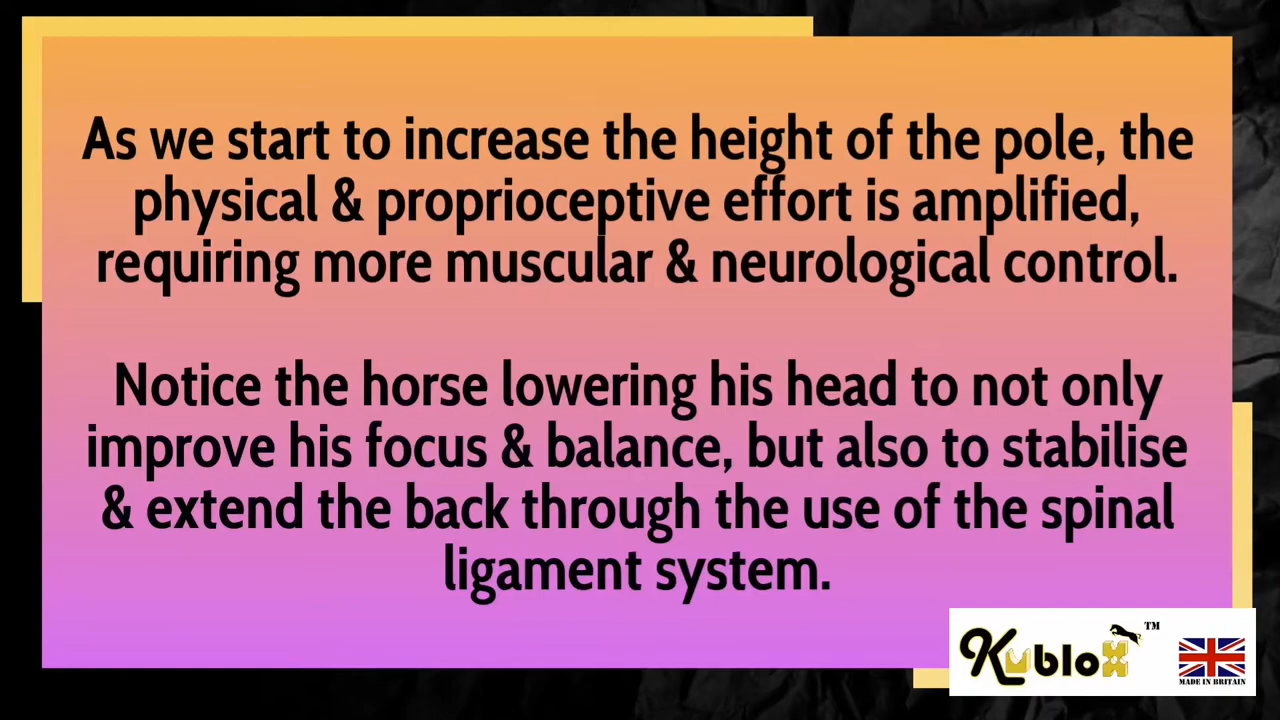 As we start to increase the height of the pole, the
physical & proprioceptive effort is amplified,
requiring more muscular & neurological control.
Notice the horse lowering his head to not only
improve his focus & balance, but also to stabilise
& extend the back through the use of the spinal
ligament system.
KubloX TM
MADE IN BRITAIN